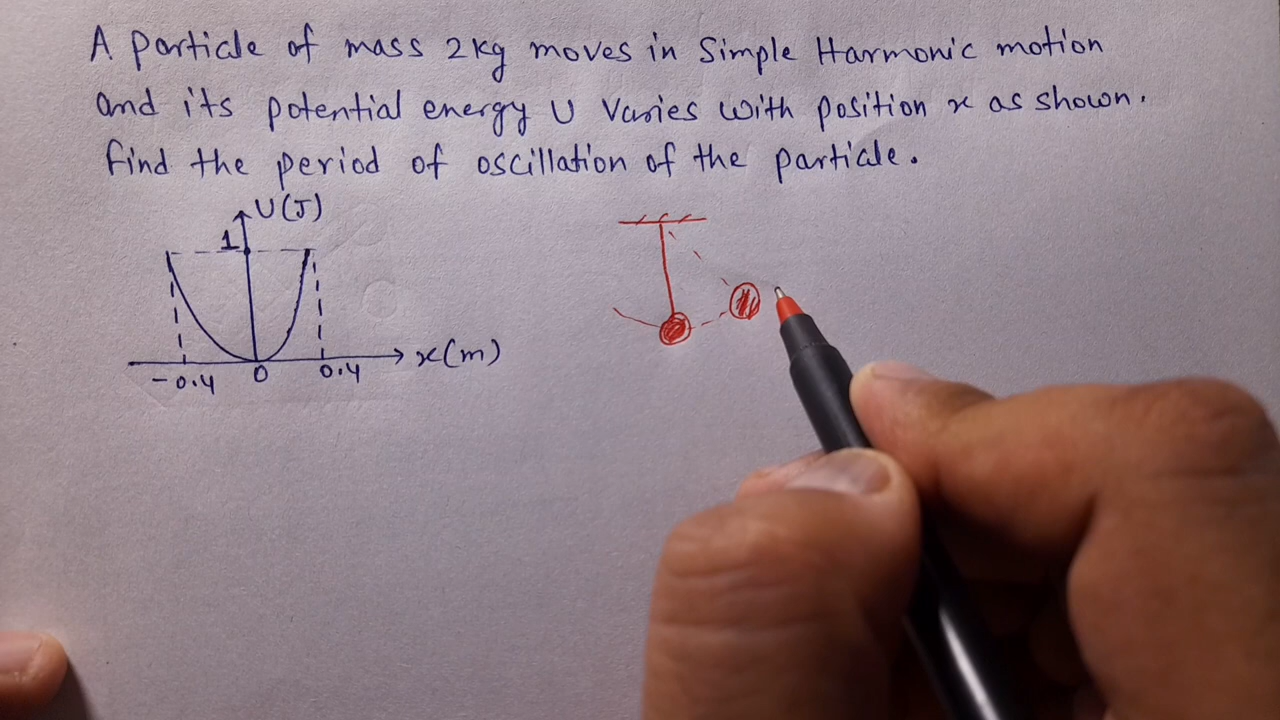 A particle of mass 2kg moves in Simple Harmonic motion
and its potential energy U varies with position x as shown.
find the period of oscillation of the particle.
U(J)
1
x(m)
-0.4 0 0.4